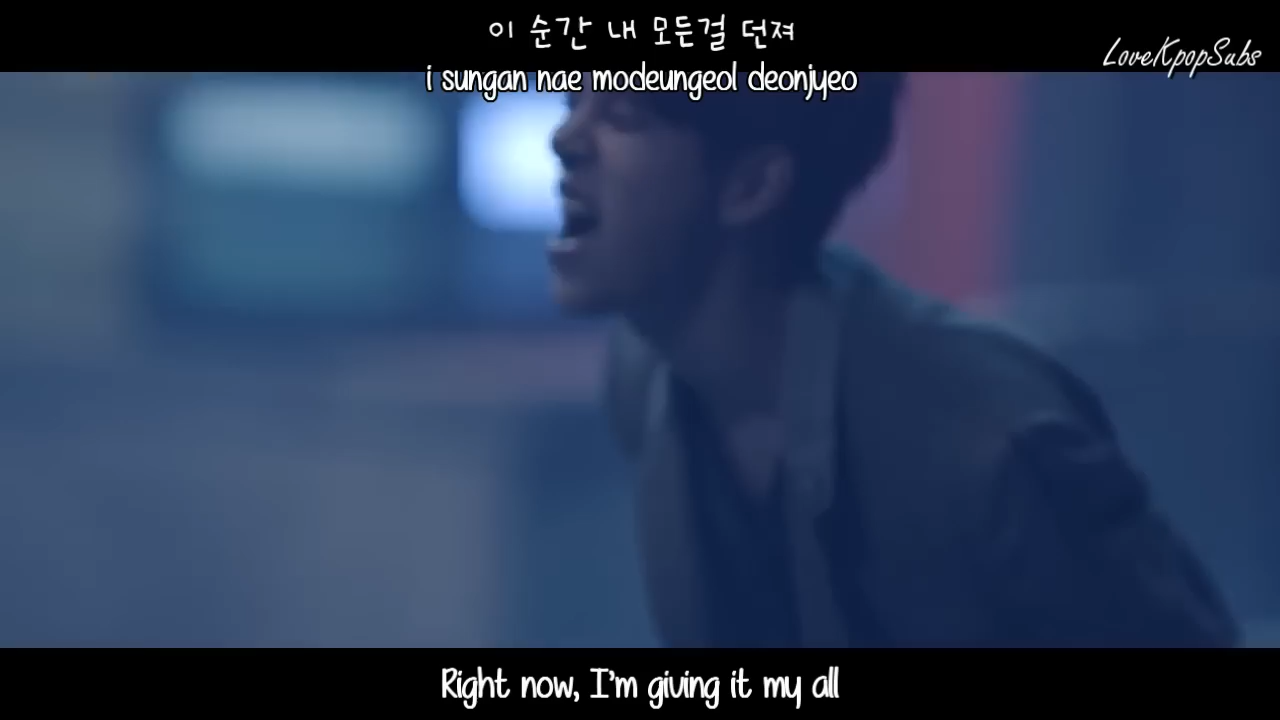 이 순간 내 모든걸 던져
LoveKpopSubs
i sungan nae modeungeol deonjyeo
Right now, I'm giving it my all